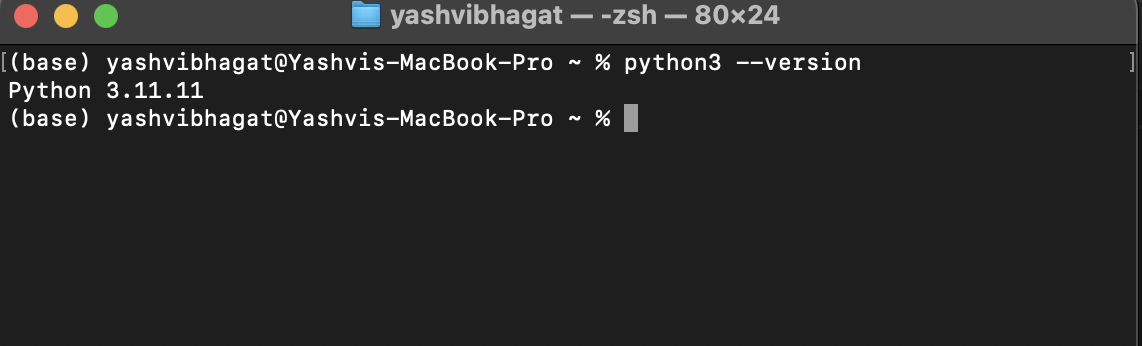 yashvibhagat — -zsh — 80×24
[(base) yashvibhagat@Yashvis-MacBook-Pro ~ % python3 --version ]
Python 3.11.11
(base) yashvibhagat@Yashvis-MacBook-Pro ~ %